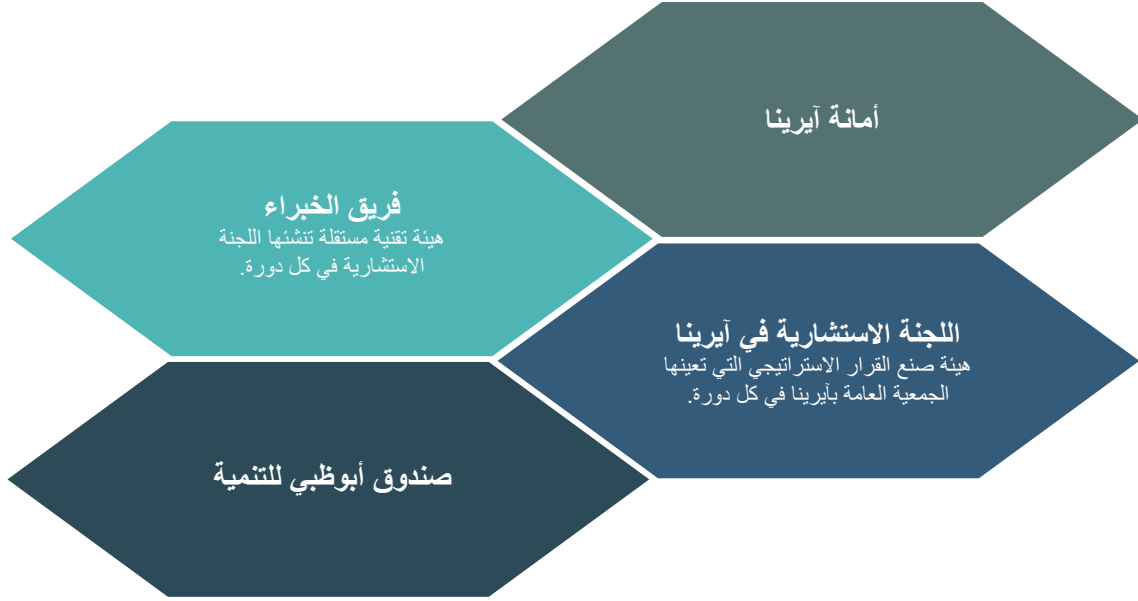 أمانة آيرينا
فريق الخبراء
هيئة تقنية مستقلة تنشئها اللجنة
الاستشارية في كل دورة.
اللجنة الاستشارية في آيرينا
هيئة صنع القرار الاستراتيجي التي تعينها
الجمعية العامة بآيرينا في كل دورة.
صندوق أبوظبي للتنمية